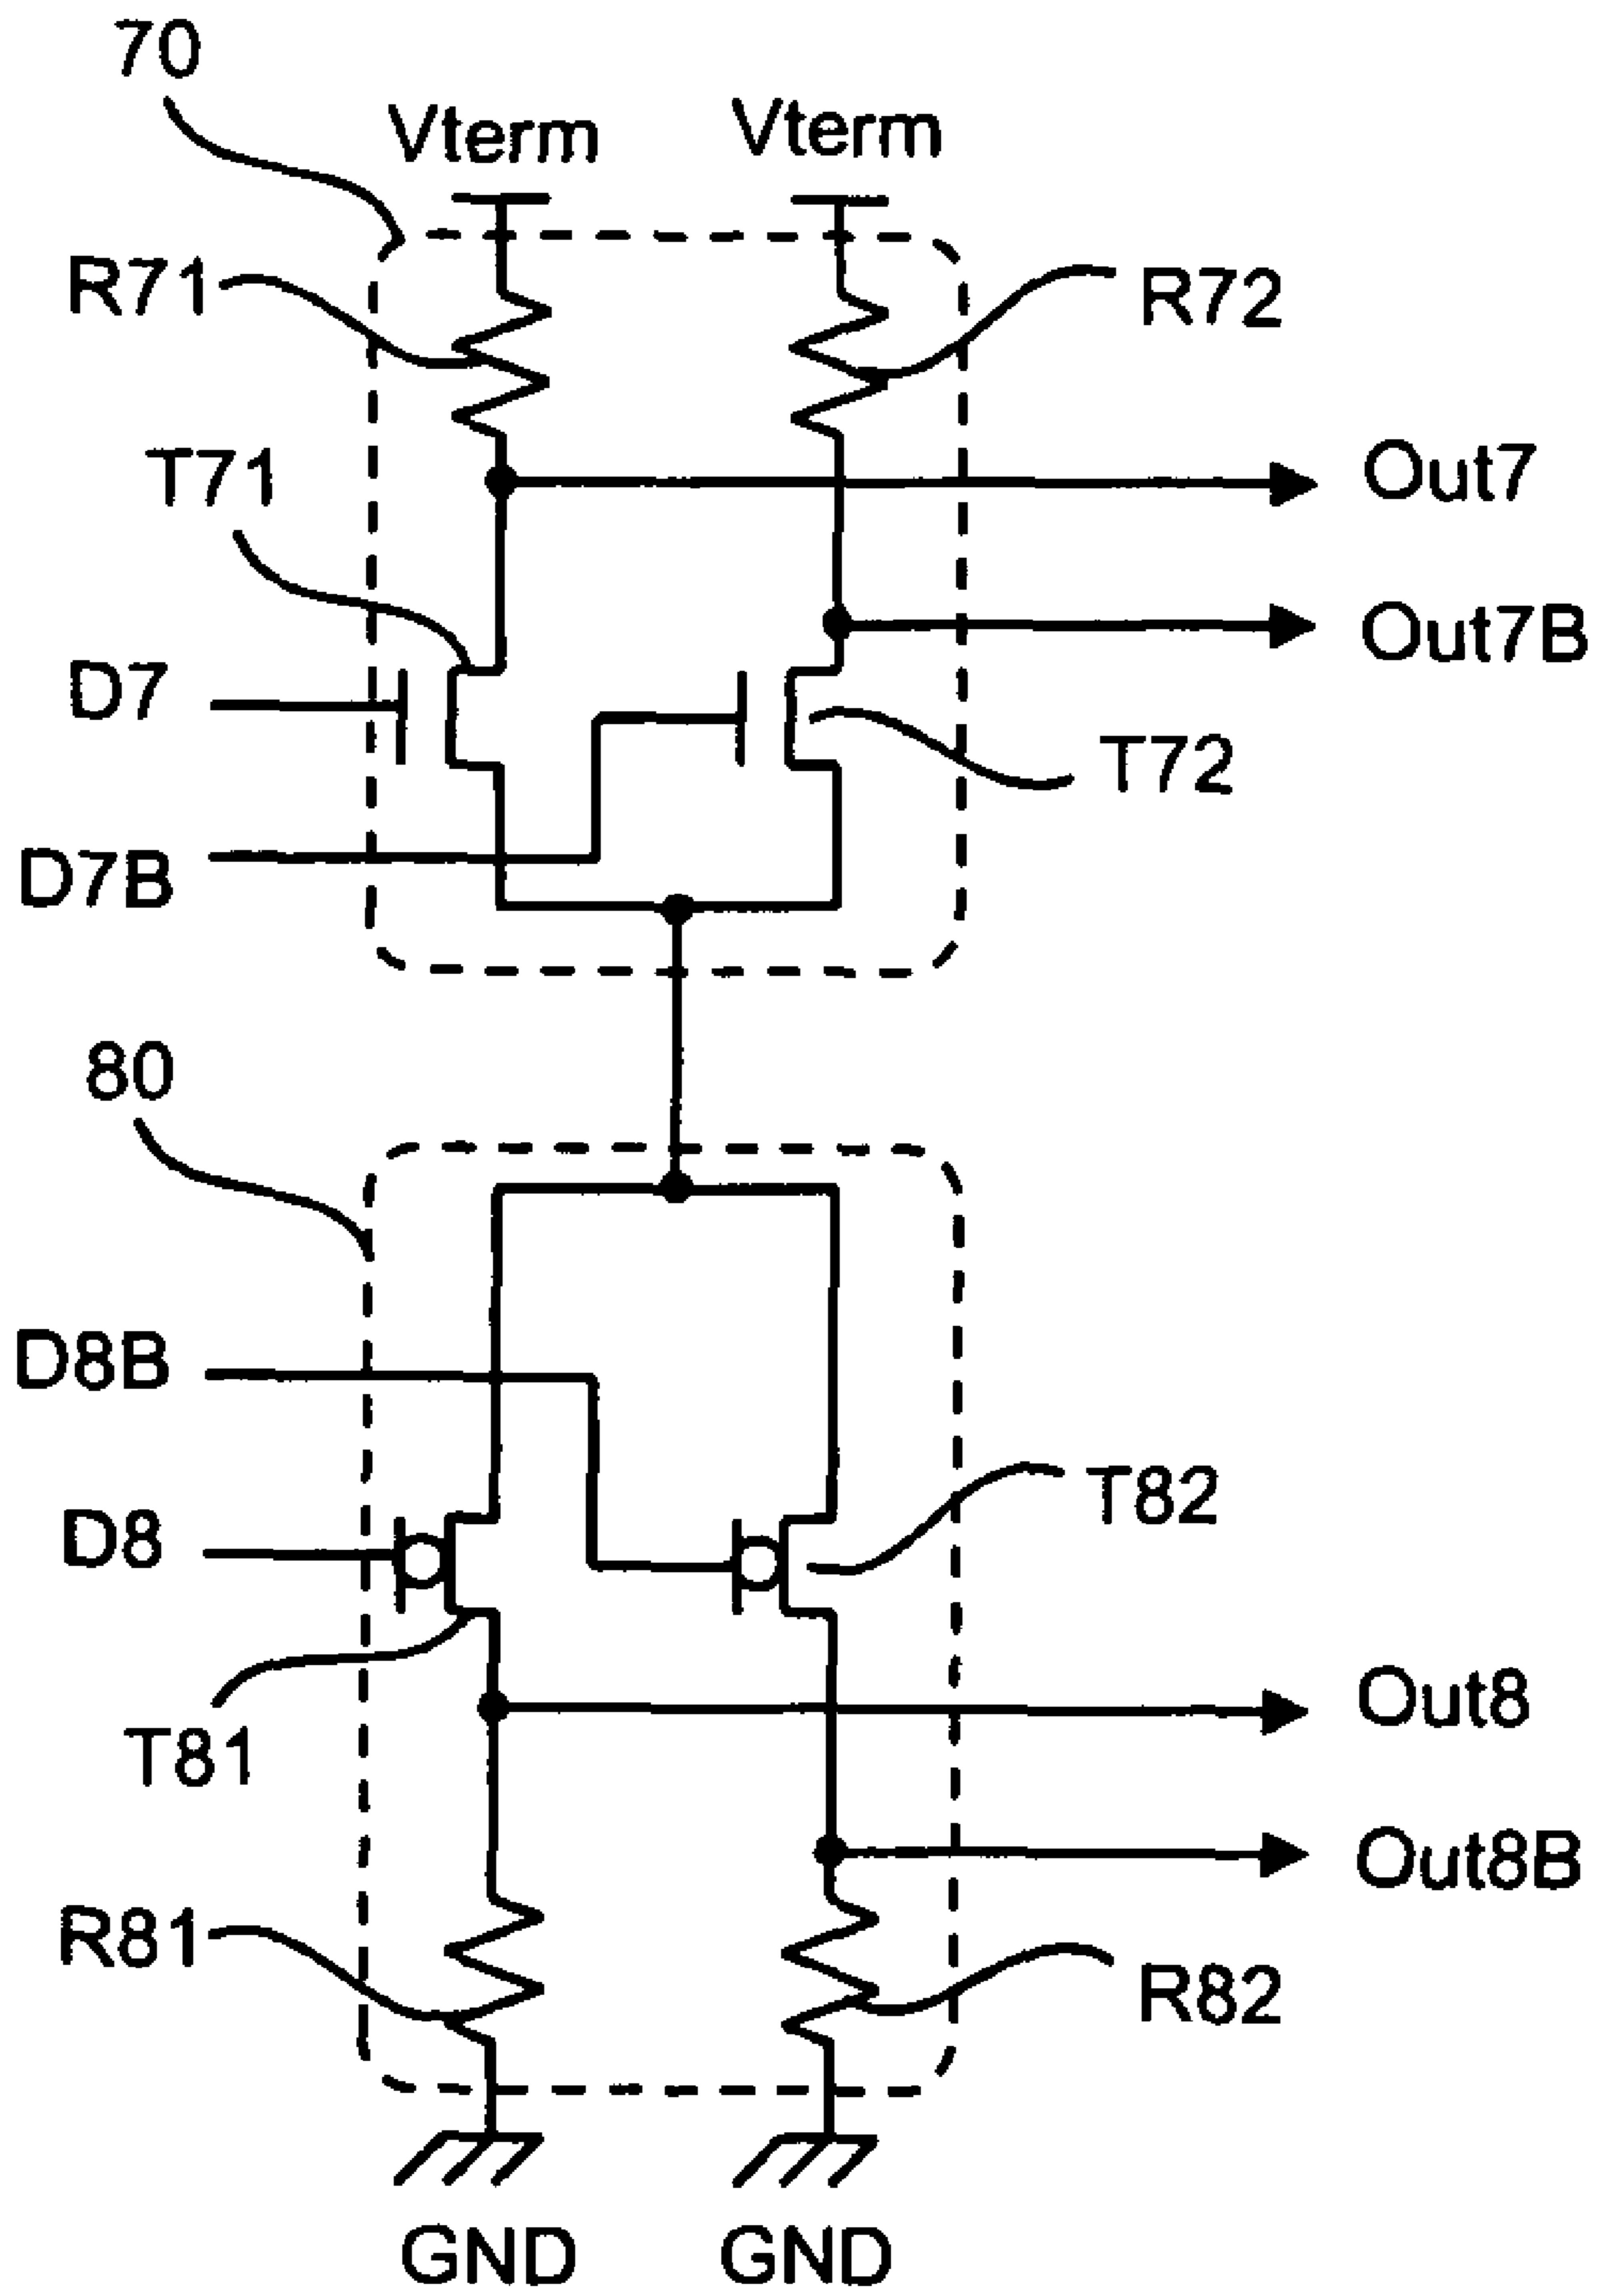 70
Vterm Vterm
R71 R72
T71 Out7
D7 Out7B
T72
D7B
80
D8B
T82
D8
Out8
T81
Out8B
R81 R82
GND GND